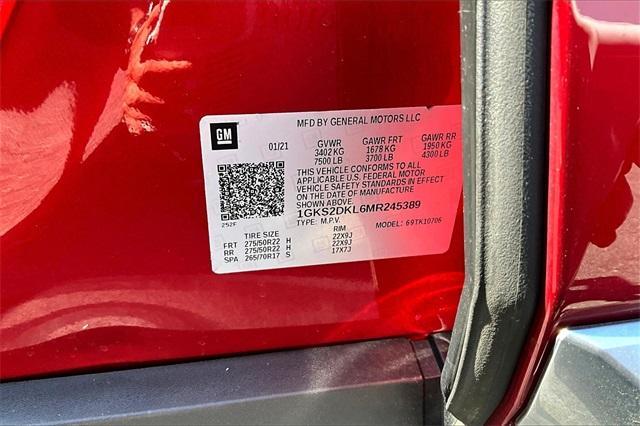 MFD BY GENERAL MOTORS LLC
GM
01/21 GVWR GAWR FRT GAWR RR
3402 KG 1678 KG 1950 KG
7500 LB 3700 LB 4300 LB
THIS VEHICLE CONFORMS TO ALL
APPLICABLE U.S. FEDERAL MOTOR
VEHICLE SAFETY STANDARDS IN EFFECT
ON THE DATE OF MANUFACTURE
SHOWN ABOVE.
1GKS2DKL6MR245389
252F
TYPE: M.P.V. MODEL: 69TK10706
TIRE SIZE RIM
FRT 275/50R22 H 22X9J
RR 275/50R22 H 22X9J
SPA 265/70R17 S 17X7J